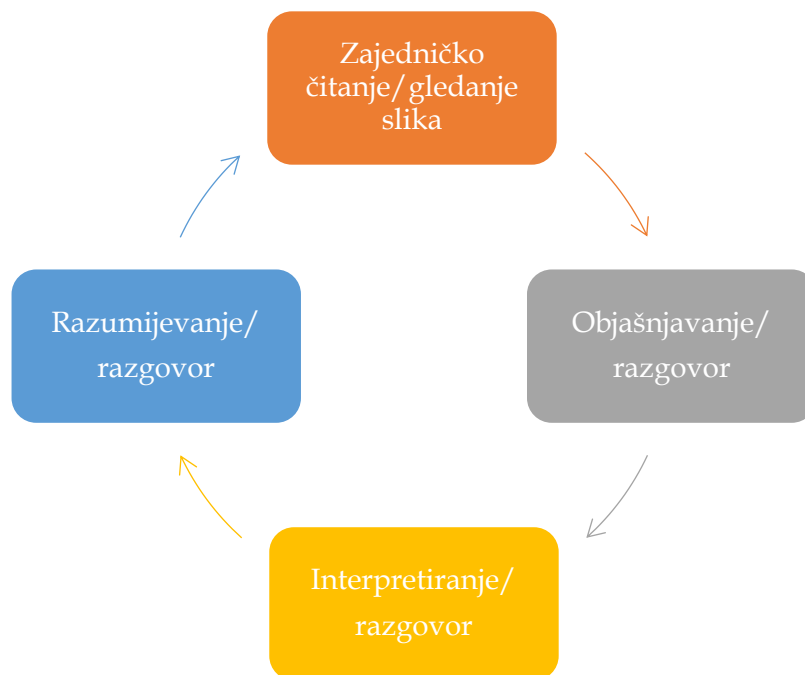 Zajedničko
čitanje/gledanje
slika
Objašnjavanje/
razgovor
Interpretiranje/
razgovor
Razumijevanje/
razgovor